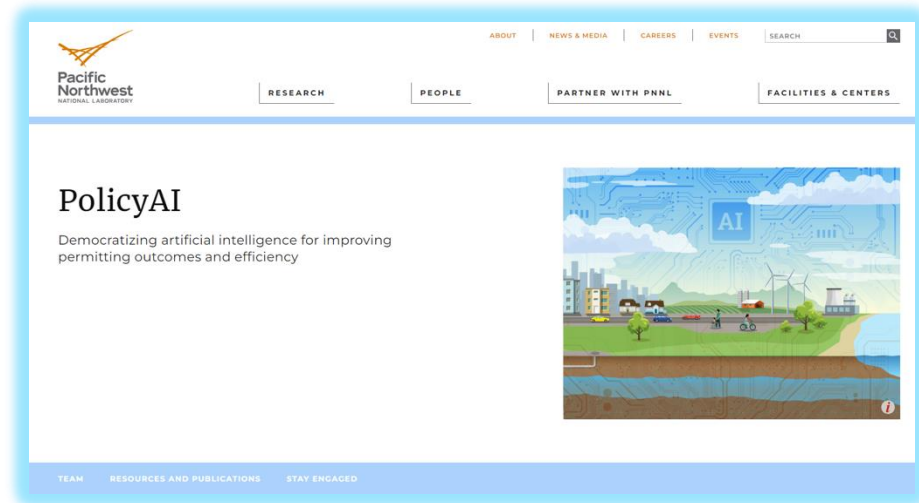 ABOUT
NEWS & MEDIA
CAREERS
EVENTS
SEARCH
Pacific
Northwest
NATIONAL LABORATORY
RESEARCH
PEOPLE
PARTNER WITH PNNL
FACILITIES & CENTERS
PolicyAI
Democratizing artificial intelligence for improving
permitting outcomes and efficiency
AI
i
TEAM
RESOURCES AND PUBLICATIONS
STAY ENGAGED